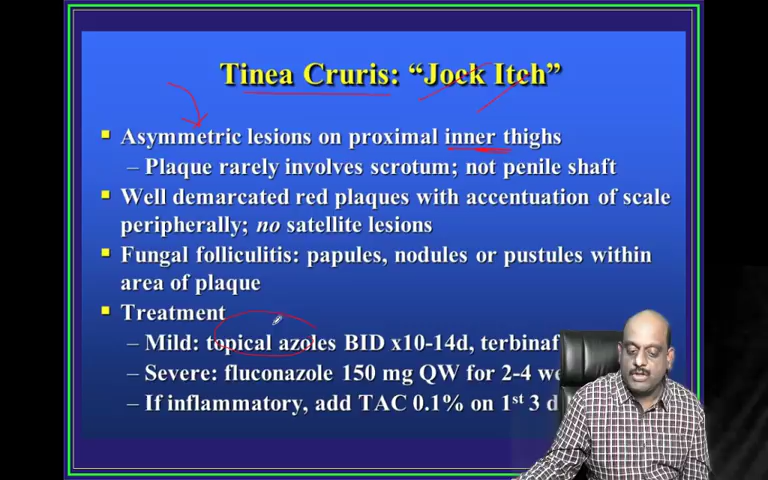 Tinea Cruris: “Jock Itch”
Asymmetric lesions on proximal inner thighs
– Plaque rarely involves scrotum; not penile shaft
Well demarcated red plaques with accentuation of scale
peripherally; no satellite lesions
Fungal folliculitis: papules, nodules or pustules within
area of plaque
Treatment
– Mild: topical azoles BID x10-14d, terbinaf
– Severe: fluconazole 150 mg QW for 2-4 we
– If inflammatory, add TAC 0.1% on 1st 3 d